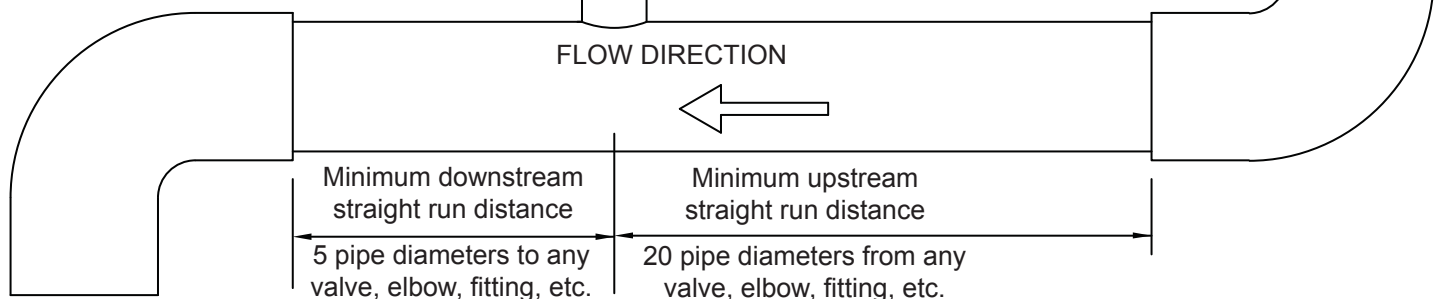 FLOW DIRECTION
Minimum downstream
straight run distance
5 pipe diameters to any
valve, elbow, fitting, etc.
Minimum upstream
straight run distance
20 pipe diameters from any
valve, elbow, fitting, etc.